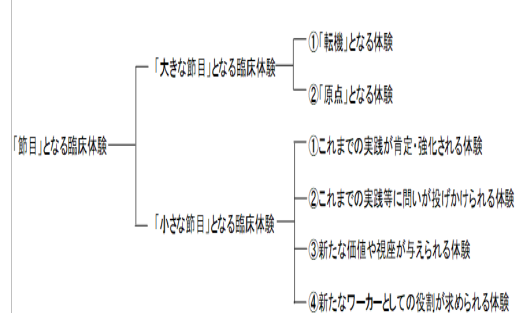 「節目」となる臨床体験
「大きな節目」となる臨床体験
①「転機」となる体験
②「原点」となる体験
「小さな節目」となる臨床体験
①これまでの実践が肯定・強化される体験
②これまでの実践等に問いが投げかけられる体験
③新たな価値や視座が与えられる体験
④新たなワーカーとしての役割が求められる体験